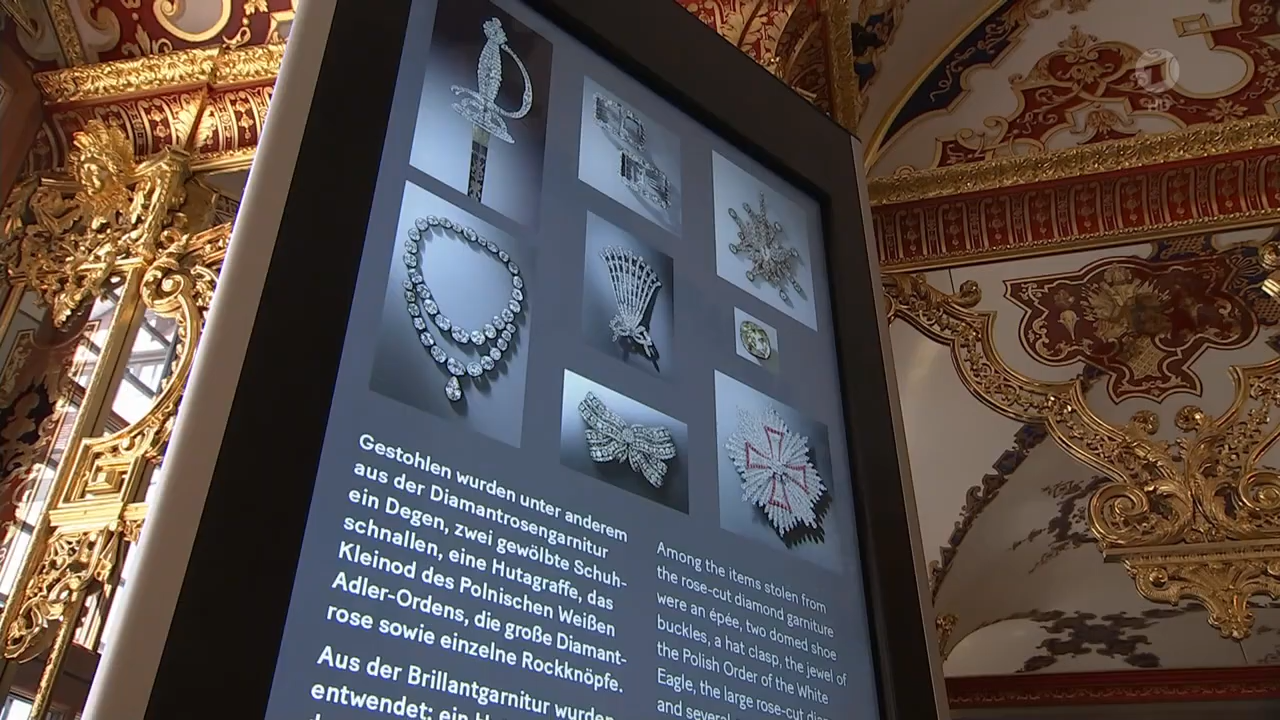 Gestohlen wurden unter anderem
aus der Diamantrosengarnitur
ein Degen, zwei gewölbte Schuh-
schnallen, eine Hutagraffe, das
Kleinod des Polnischen Weißen
Adler-Ordens, die große Diamant-
rose sowie einzelne Rockknöpfe.
Aus der Brillantgarnitur wurden
entwendet: ein
Among the items stolen from
the rose-cut diamond garniture
were an épée, two domed shoe
buckles, a hat clasp, the jewel of
the Polish Order of the White
Eagle, the large rose-cut
and several
HD